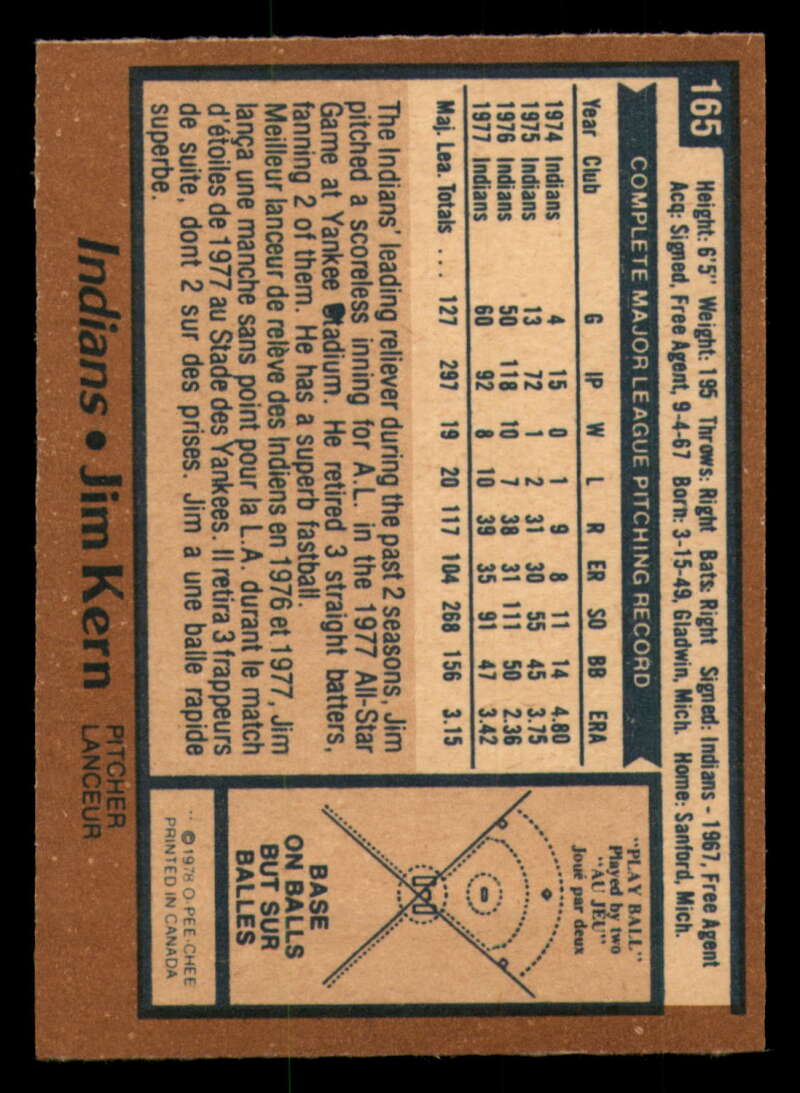 165
Height: 6'5" Weight: 195 Throws: Right Bats: Right Signed: Indians - 1967, Free Agent
Acq: Signed, Free Agent, 9-4-67 Born: 3-15-49, Gladwin, Mich. Home: Sanford, Mich.
COMPLETE MAJOR LEAGUE PITCHING RECORD
Year Club G IP W L R ER SO BB ERA
1974 Indians 4 15 0 1 9 8 11 14 4.80
1975 Indians 13 72 1 2 31 30 55 45 3.75
1976 Indians 50 118 10 7 38 31 111 50 2.36
1977 Indians 60 92 8 10 39 35 91 47 3.42
Maj. Lea. Totals .... 127 297 19 20 117 104 268 156 3.15
The Indians' leading reliever during the past 2 seasons, Jim
pitched a scoreless inning for A.L. in the 1977 All-Star
Game at Yankee Stadium. He retired 3 straight batters,
fanning 2 of them. He has a superb fastball.
Meilleur lanceur de relève des Indiens en 1976 et 1977, Jim
lança une manche sans point pour la L.A. durant le match
d'étoiles de 1977 au Stade des Yankees. Il retira 3 frappeurs
de suite, dont 2 sur des prises. Jim a une balle rapide
superbe.
"PLAY BALL"
Played by two
"AU JEU"
Joué par deux
BASE
ON BALLS
BUT SUR
BALLES
© 1978 O-PEE-CHEE
PRINTED IN CANADA
Indians • Jim Kern PITCHER
LANCEUR